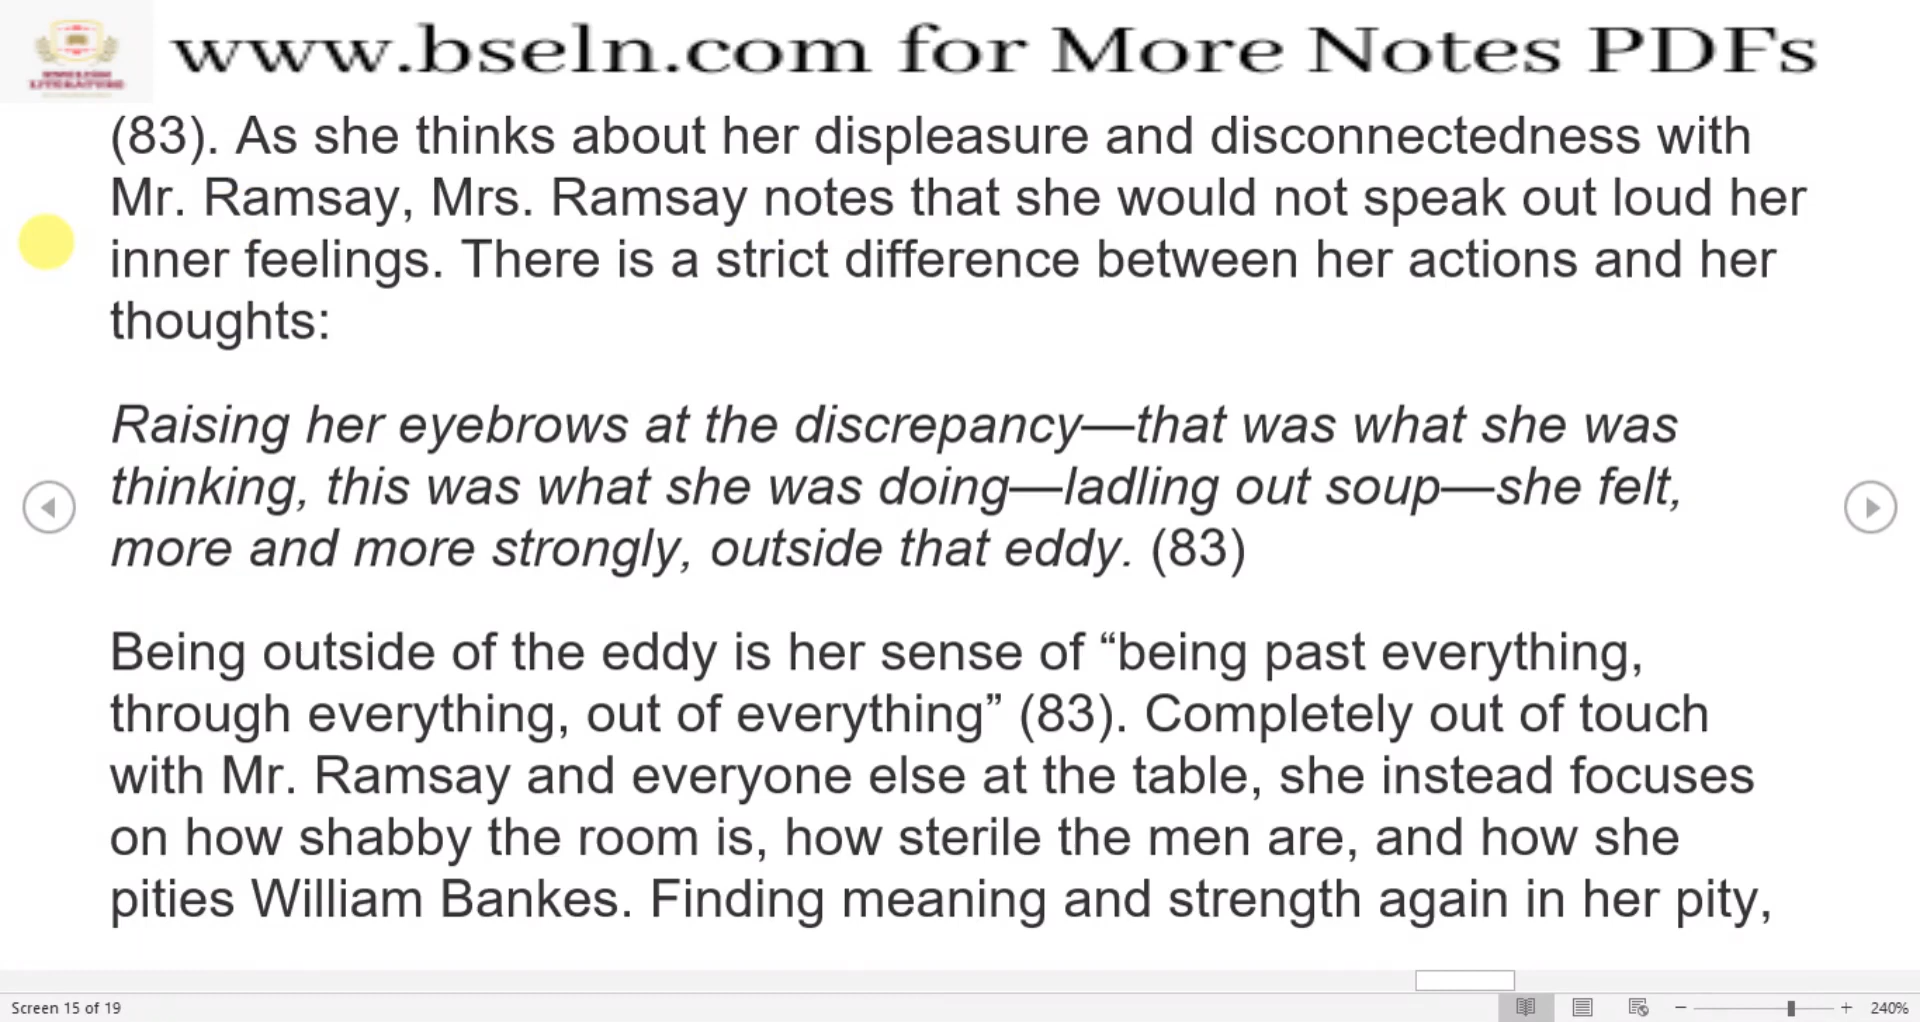 www.bseln.com for More Notes PDFs
(83). As she thinks about her displeasure and disconnectedness with
Mr. Ramsay, Mrs. Ramsay notes that she would not speak out loud her
inner feelings. There is a strict difference between her actions and her
thoughts:
Raising her eyebrows at the discrepancy—that was what she was
thinking, this was what she was doing—ladling out soup—she felt,
more and more strongly, outside that eddy. (83)
Being outside of the eddy is her sense of “being past everything,
through everything, out of everything” (83). Completely out of touch
with Mr. Ramsay and everyone else at the table, she instead focuses
on how shabby the room is, how sterile the men are, and how she
pities William Bankes. Finding meaning and strength again in her pity,
Screen 15 of 19
240%